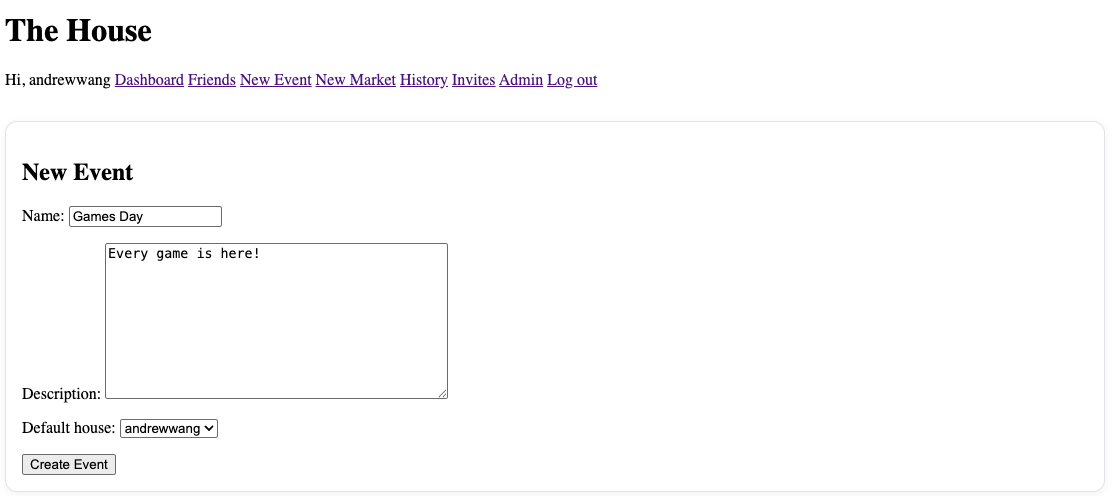 The House
Hi, andrewwang Dashboard Friends New Event New Market History Invites Admin Log out
New Event
Name: Games Day
Every game is here!
Description:
Default house: andrewwang
Create Event